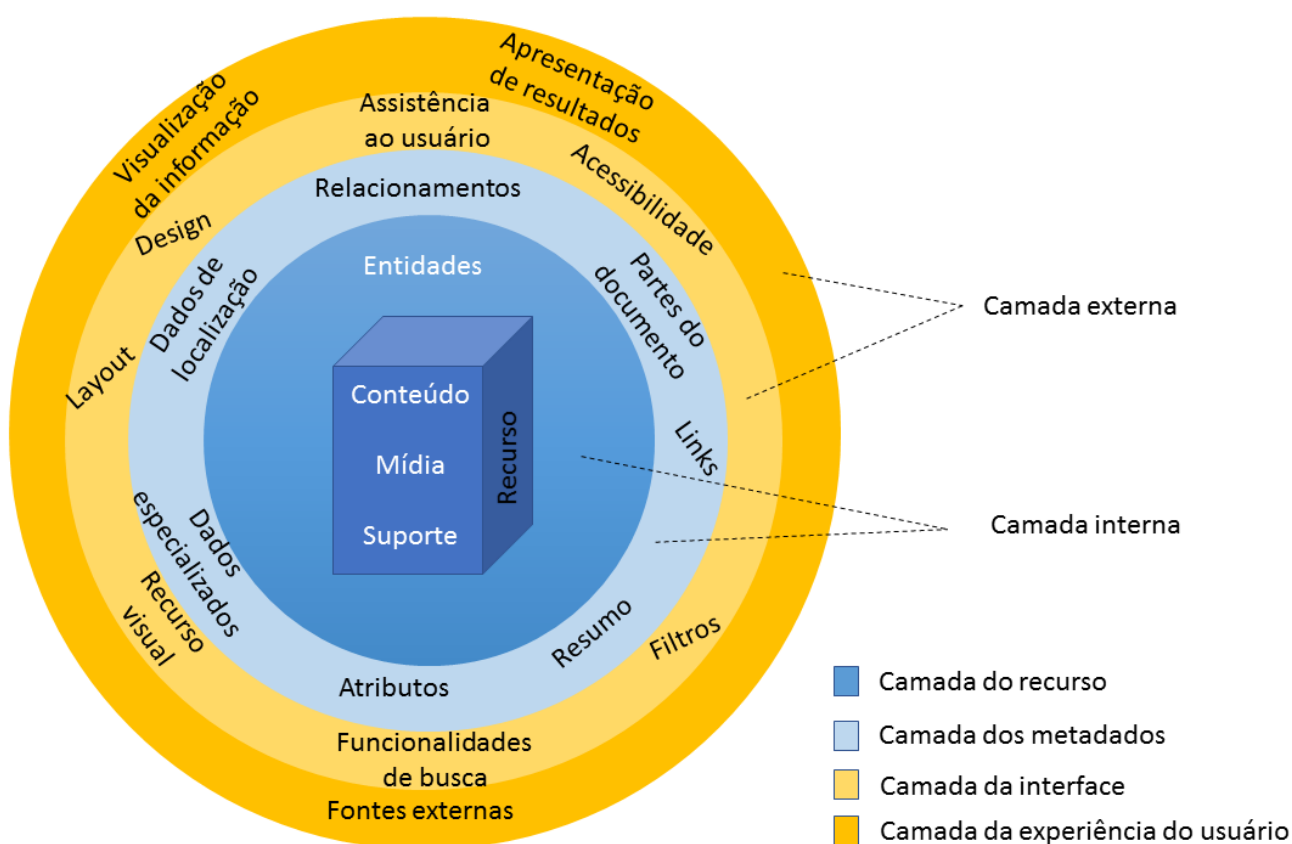 Apresentação
de resultados
Visualização
da informação
Assistência
ao usuário
Acessibilidade
Relacionamentos
Design
Dados de
localização
Entidades
Partes do
documento
Camada externa
Layout
Conteúdo
Mídia
Suporte
Recurso
Links
Camada interna
Dados
especializados
Recurso
visual
Resumo
Filtros
Atributos
Funcionalidades
de busca
Fontes externas
Camada do recurso
Camada dos metadados
Camada da interface
Camada da experiência do usuário